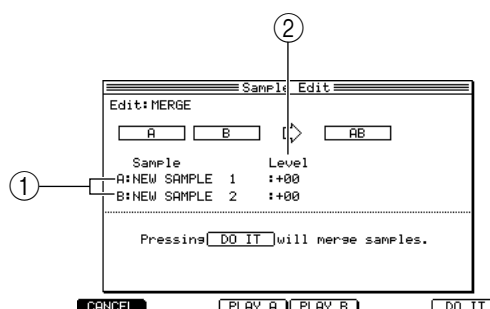 2
Sample Edit
Edit:MERGE
A B AB
Sample Level
1
A:NEW SAMPLE 1 :+00
B:NEW SAMPLE 2 :+00
Pressing DO IT will merge samples.
CANCEL PLAY A PLAY B DO IT